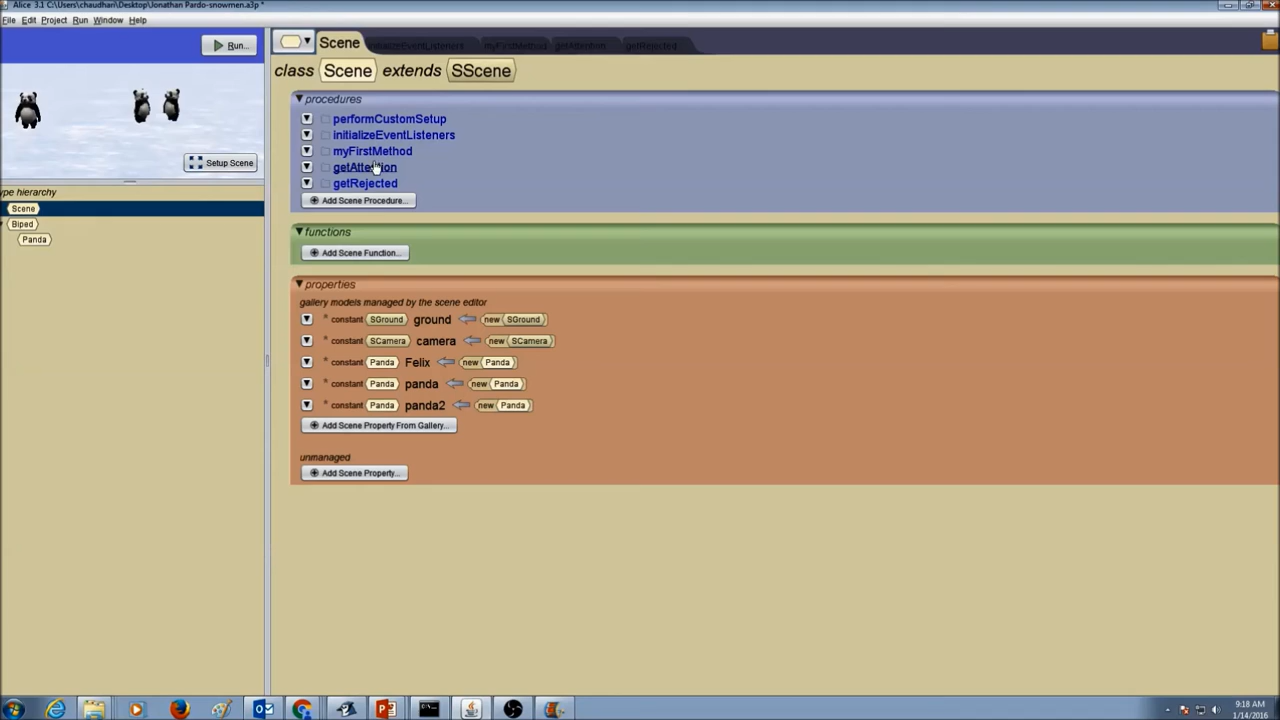 Alice 3.1 C:\Users\chaudhari\Desktop\Jonathan Pardo-snowmen.a3p *
File Edit Project Run Window Help
Run...
Scene initializeEventListeners myFirstMethod getAttention getRejected
class Scene extends SScene
procedures
performCustomSetup
initializeEventListeners
myFirstMethod
getAttention
getRejected
Add Scene Procedure...
Setup Scene
ype hierarchy
Scene
Biped
Panda
functions
Add Scene Function...
properties
gallery models managed by the scene editor
* constant SGround ground new SGround
* constant SCamera camera new SCamera
* constant Panda Felix new Panda
* constant Panda panda new Panda
* constant Panda panda2 new Panda
Add Scene Property From Gallery...
unmanaged
Add Scene Property...
9:18 AM
1/14/2016